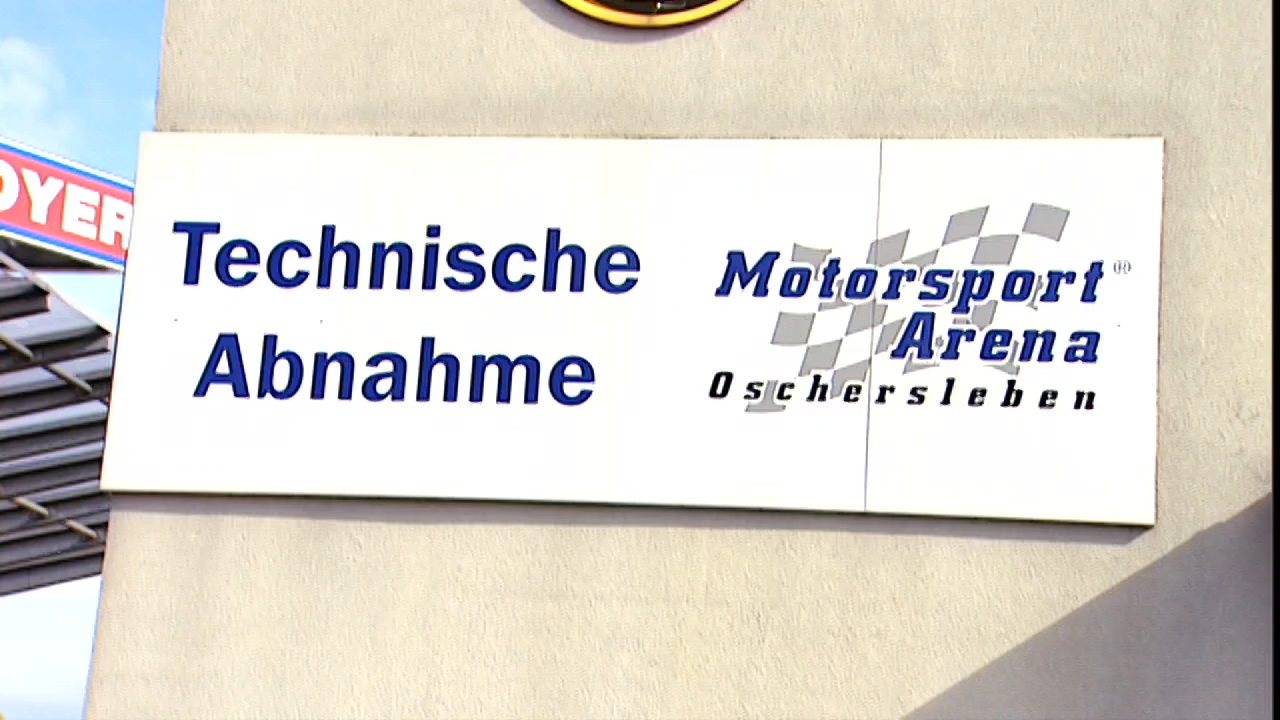 OYER
Technische
Abnahme
Motorsport®
Arena
Oschersleben